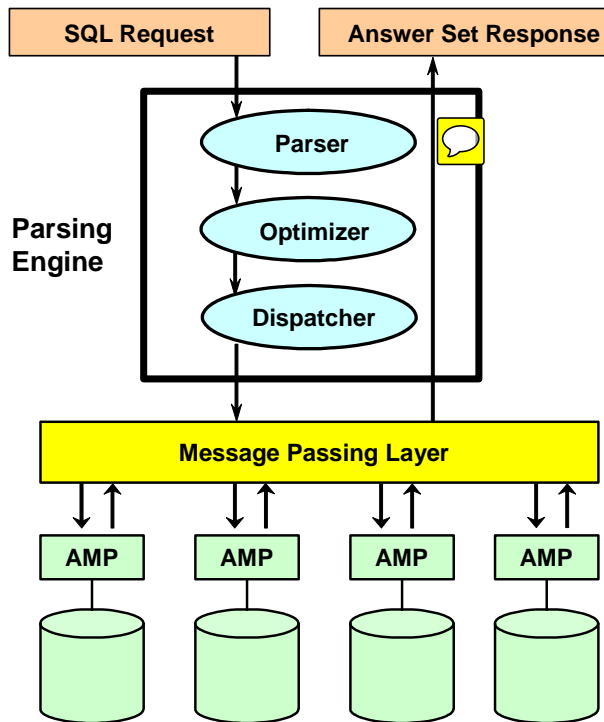 SQL Request
Answer Set Response
Parser
Parsing
Engine
Optimizer
Dispatcher
Message Passing Layer
AMP
AMP
AMP
AMP